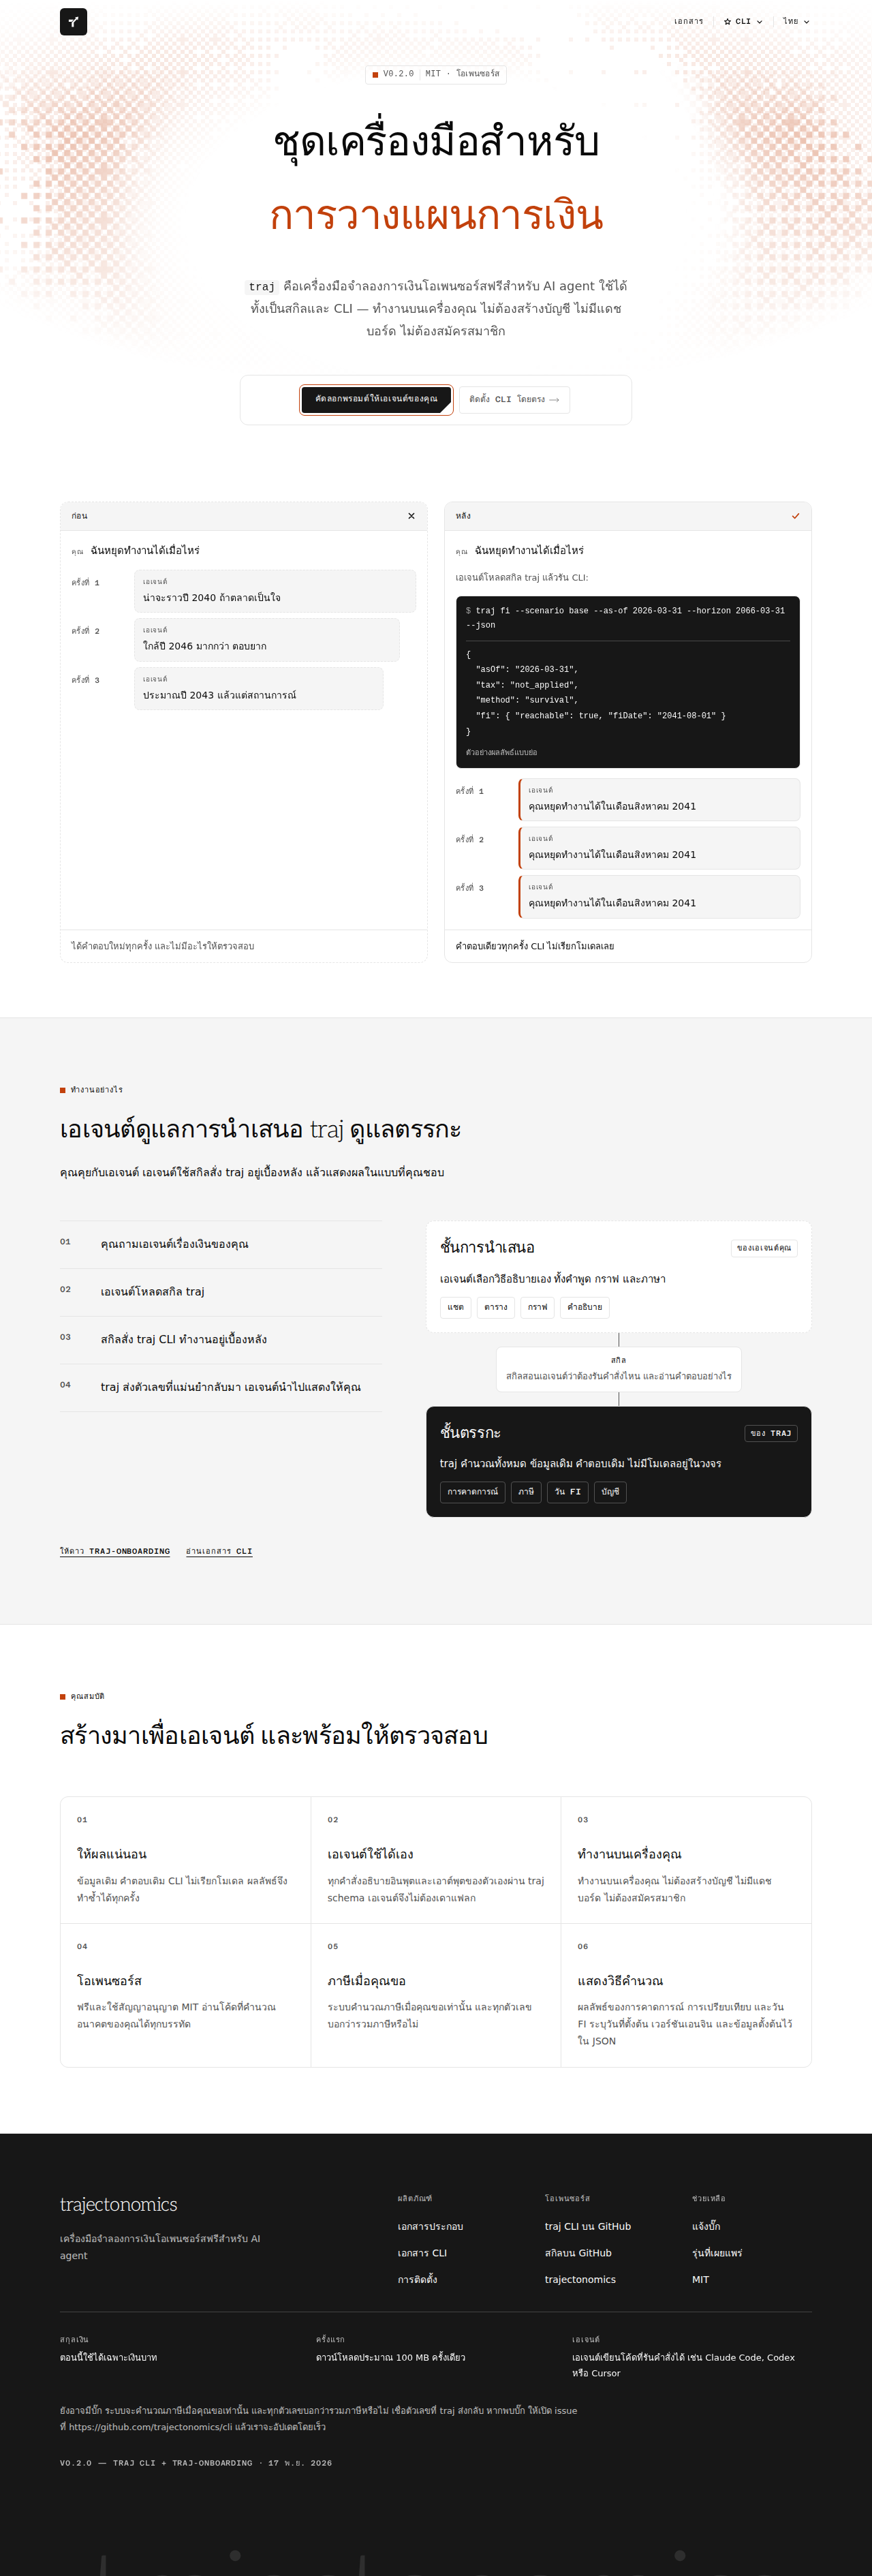 เอกสาร
CLI
ไทย
V0.2.0 MIT · โอเพนซอร์ส
ชุดเครื่องมือสำหรับ
การวางแผนการเงิน
traj คือเครื่องมือจำลองการเงินโอเพนซอร์สฟรีสำหรับ AI agent ใช้ได้
ทั้งเป็นสกิลและ CLI — ทำงานบนเครื่องคุณ ไม่ต้องสร้างบัญชี ไม่มีแดช
บอร์ด ไม่ต้องสมัครสมาชิก
คัดลอกพรอมต์ให้เอเจนต์ของคุณ
ติดตั้ง CLI โดยตรง ⟶
ก่อน
คุณ ฉันหยุดทำงานได้เมื่อไหร่
ครั้งที่ 1
เอเจนต์
น่าจะราวปี 2040 ถ้าตลาดเป็นใจ
ครั้งที่ 2
เอเจนต์
ใกล้ปี 2046 มากกว่า ตอบยาก
ครั้งที่ 3
เอเจนต์
ประมาณปี 2043 แล้วแต่สถานการณ์
ได้คำตอบใหม่ทุกครั้ง และไม่มีอะไรให้ตรวจสอบ
หลัง
คุณ ฉันหยุดทำงานได้เมื่อไหร่
เอเจนต์โหลดสกิล traj แล้วรัน CLI:
$ traj fi --scenario base --as-of 2026-03-31 --horizon 2066-03-31
--json
{
"asOf": "2026-03-31",
"tax": "not_applied",
"method": "survival",
"fi": { "reachable": true, "fiDate": "2041-08-01" }
}
ตัวอย่างผลลัพธ์แบบย่อ
ครั้งที่ 1
เอเจนต์
คุณหยุดทำงานได้ในเดือนสิงหาคม 2041
ครั้งที่ 2
เอเจนต์
คุณหยุดทำงานได้ในเดือนสิงหาคม 2041
ครั้งที่ 3
เอเจนต์
คุณหยุดทำงานได้ในเดือนสิงหาคม 2041
คำตอบเดียวทุกครั้ง CLI ไม่เรียกโมเดลเลย
ทำงานอย่างไร
เอเจนต์ดูแลการนำเสนอ traj ดูแลตรรกะ
คุณคุยกับเอเจนต์ เอเจนต์ใช้สกิลสั่ง traj อยู่เบื้องหลัง แล้วแสดงผลในแบบที่คุณชอบ
01 คุณถามเอเจนต์เรื่องเงินของคุณ
02 เอเจนต์โหลดสกิล traj
03 สกิลสั่ง traj CLI ทำงานอยู่เบื้องหลัง
04 traj ส่งตัวเลขที่แม่นยำกลับมา เอเจนต์นำไปแสดงให้คุณ
ชั้นการนำเสนอ
ของเอเจนต์คุณ
เอเจนต์เลือกวิธีอธิบายเอง ทั้งคำพูด กราฟ และภาษา
แชต
ตาราง
กราฟ
คำอธิบาย
สกิล
สกิลสอนเอเจนต์ว่าต้องรันคำสั่งไหน และอ่านคำตอบอย่างไร
ชั้นตรรกะ
ของ TRAJ
traj คำนวณทั้งหมด ข้อมูลเดิม คำตอบเดิม ไม่มีโมเดลอยู่ในวงจร
การคาดการณ์
ภาษี
วัน FI
บัญชี
ให้ดาว TRAJ-ONBOARDING
อ่านเอกสาร CLI
คุณสมบัติ
สร้างมาเพื่อเอเจนต์ และพร้อมให้ตรวจสอบ
01
ให้ผลแน่นอน
ข้อมูลเดิม คำตอบเดิม CLI ไม่เรียกโมเดล ผลลัพธ์จึง
ทำซ้ำได้ทุกครั้ง
02
เอเจนต์ใช้ได้เอง
ทุกคำสั่งอธิบายอินพุตและเอาต์พุตของตัวเองผ่าน traj
schema เอเจนต์จึงไม่ต้องเดาแฟลก
03
ทำงานบนเครื่องคุณ
ทำงานบนเครื่องคุณ ไม่ต้องสร้างบัญชี ไม่มีแดช
บอร์ด ไม่ต้องสมัครสมาชิก
04
โอเพนซอร์ส
ฟรีและใช้สัญญาอนุญาต MIT อ่านโค้ดที่คำนวณ
อนาคตของคุณได้ทุกบรรทัด
05
ภาษีเมื่อคุณขอ
ระบบคำนวณภาษีเมื่อคุณขอเท่านั้น และทุกตัวเลข
บอกว่ารวมภาษีหรือไม่
06
แสดงวิธีคำนวณ
ผลลัพธ์ของการคาดการณ์ การเปรียบเทียบ และวัน
FI ระบุวันที่ตั้งต้น เวอร์ชันเอนจิน และข้อมูลตั้งต้นไว้
ใน JSON
trajectonomics
เครื่องมือจำลองการเงินโอเพนซอร์สฟรีสำหรับ AI
agent
ผลิตภัณฑ์
เอกสารประกอบ
เอกสาร CLI
การติดตั้ง
โอเพนซอร์ส
traj CLI บน GitHub
สกิลบน GitHub
trajectonomics
ช่วยเหลือ
แจ้งบั๊ก
รุ่นที่เผยแพร่
MIT
สกุลเงิน
ตอนนี้ใช้ได้เฉพาะเงินบาท
ครั้งแรก
ดาวน์โหลดประมาณ 100 MB ครั้งเดียว
เอเจนต์
เอเจนต์เขียนโค้ดที่รันคำสั่งได้ เช่น Claude Code, Codex
หรือ Cursor
ยังอาจมีบั๊ก ระบบจะคำนวณภาษีเมื่อคุณขอเท่านั้น และทุกตัวเลขบอกว่ารวมภาษีหรือไม่ เชื่อตัวเลขที่ traj ส่งกลับ หากพบบั๊ก ให้เปิด issue
ที่ https://github.com/trajectonomics/cli แล้วเราจะอัปเดตโดยเร็ว
V0.2.0 — TRAJ CLI + TRAJ-ONBOARDING · 17 พ.ย. 2026